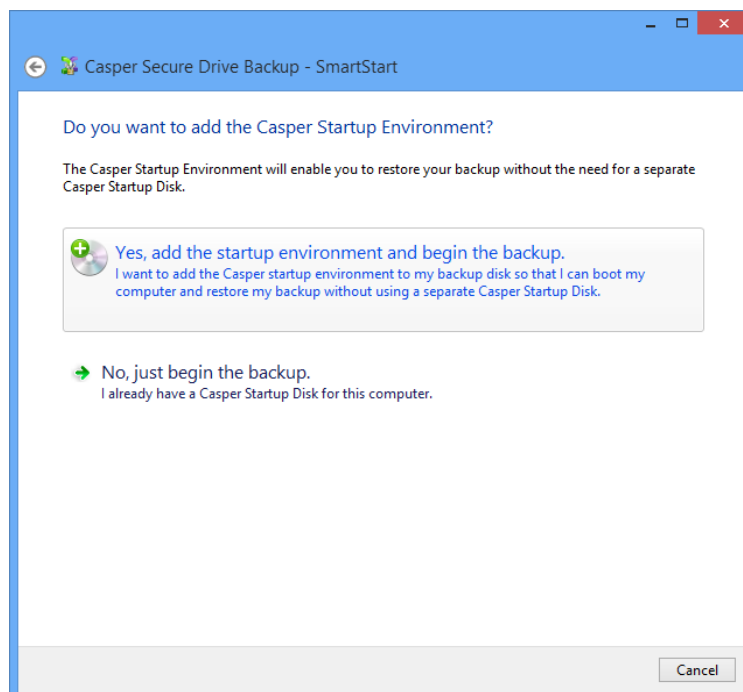 Casper Secure Drive Backup - SmartStart
Do you want to add the Casper Startup Environment?
The Casper Startup Environment will enable you to restore your backup without the need for a separate
Casper Startup Disk.
Yes, add the startup environment and begin the backup.
I want to add the Casper startup environment to my backup disk so that I can boot my
computer and restore my backup without using a separate Casper Startup Disk.
No, just begin the backup.
I already have a Casper Startup Disk for this computer.
Cancel